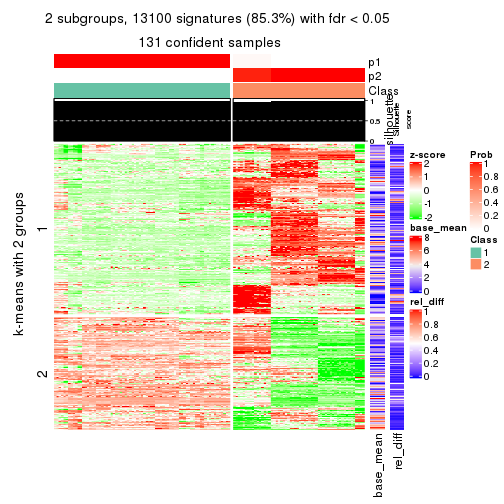 2 subgroups, 13100 signatures (85.3%) with fdr < 0.05
131 confident samples
p1
p2
Class
1
0.5
0
silhouette
Silhouette
score
k-means with 2 groups
1
2
base_mean
rel_diff
z-score
2
1
0
-1
-2
base_mean
8
6
4
2
0
rel_diff
1
0.8
0.6
0.4
0.2
0
Prob
1
0.8
0.6
0.4
0.2
0
Class
1
2